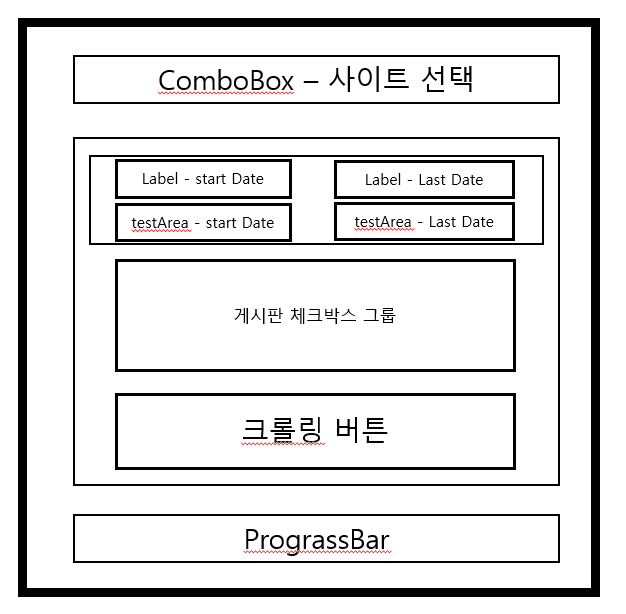 ComboBox – 사이트 선택
Label - start Date
Label - Last Date
testArea - start Date
testArea - Last Date
게시판 체크박스 그룹
크롤링 버튼
PrograssBar